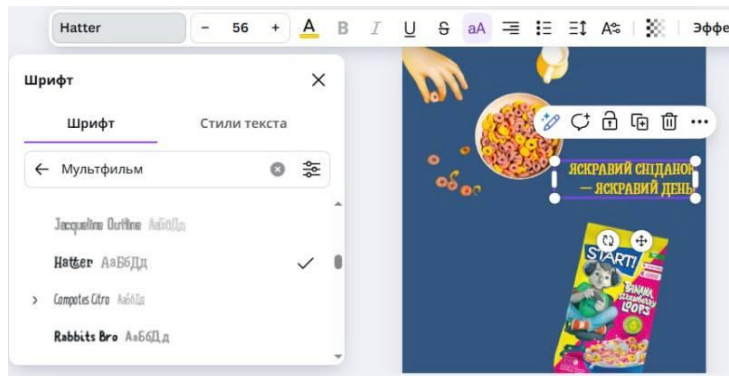 Hatter
– 56 +
A B I U S aA
Эффе
Шрифт
Шрифт Стили текста
Мультфильм
Jacqueline Outline АаБбДд
Hatter АаБбДд
Compotes Citro АаБбДд
Rabbits Bro АаБбДд
ЯСКРАВИЙ СНІДАНОК
— ЯСКРАВИЙ ДЕНЬ
START!
BANANA
Strawberry
LOOPS